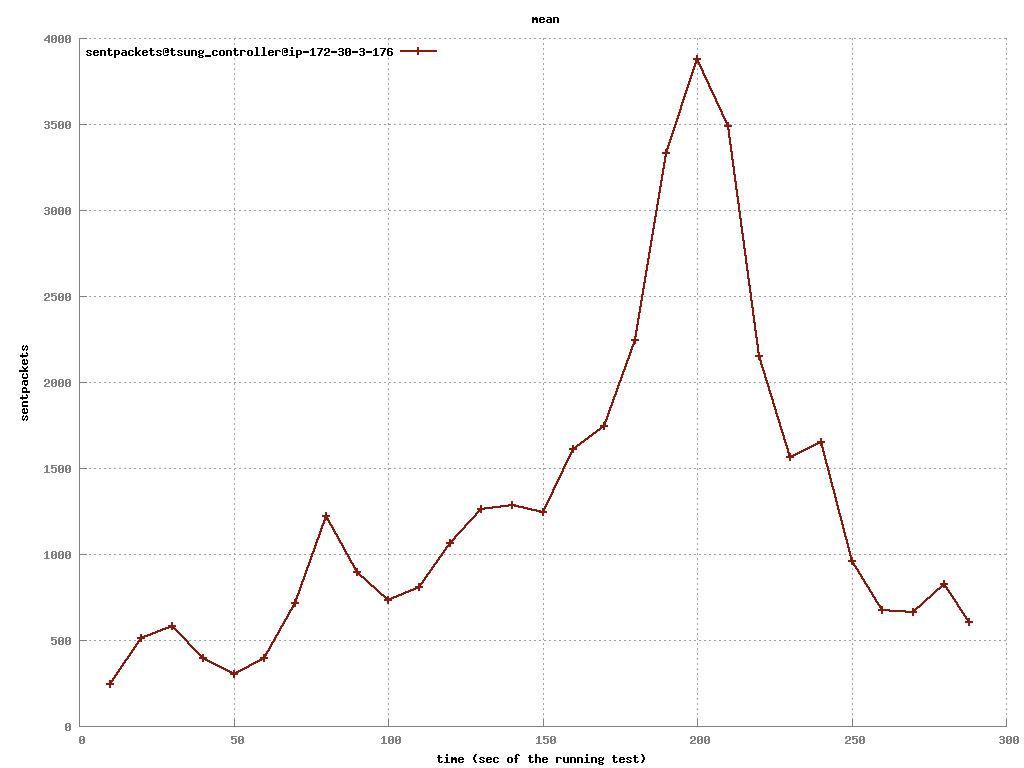 mean
sentpackets@tsung_controller@ip-172-30-3-176
4000
3500
3000
2500
2000
1500
1000
500
0
sentpackets
0 50 100 150 200 250 300
time (sec of the running test)